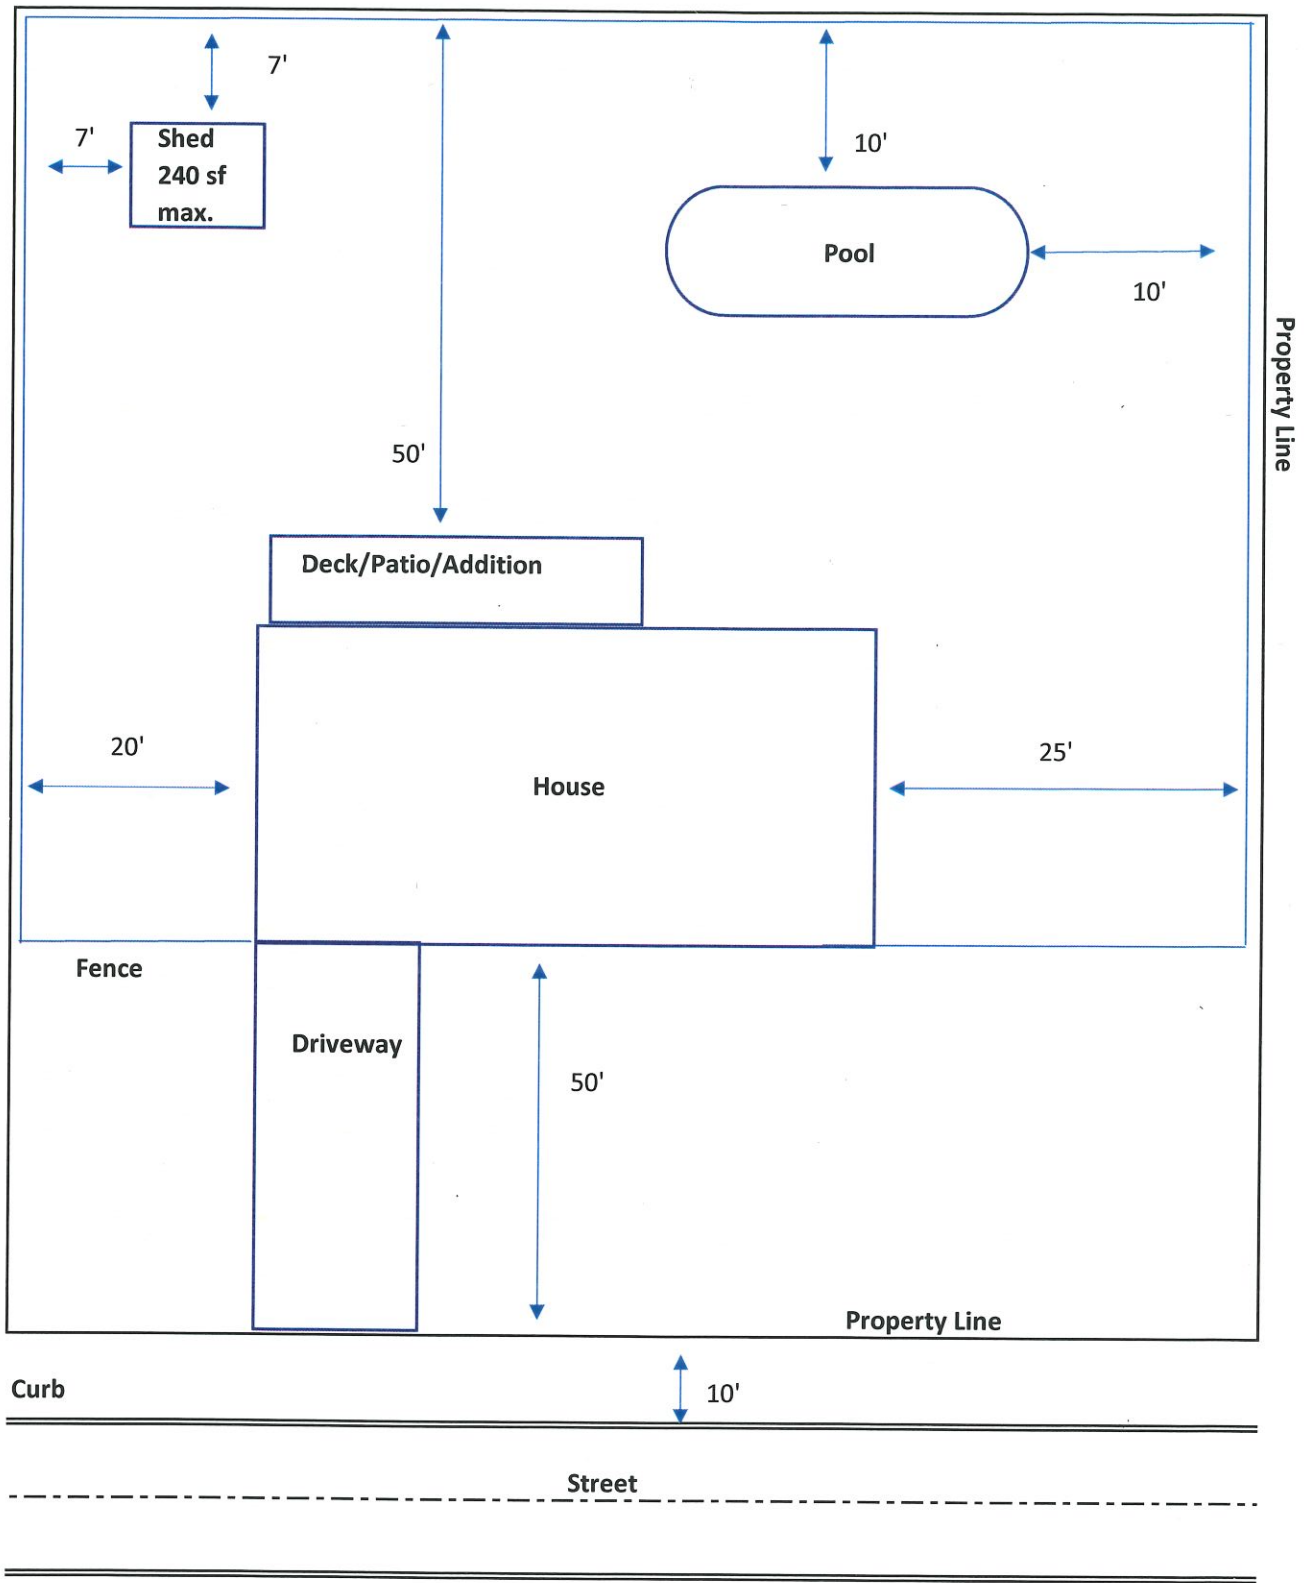 7'
7'
Shed
240 sf
max.
10'
Pool
10'
Property Line
50'
Deck/Patio/Addition
20'
House
25'
Fence
Driveway
50'
Property Line
Curb
10'
Street